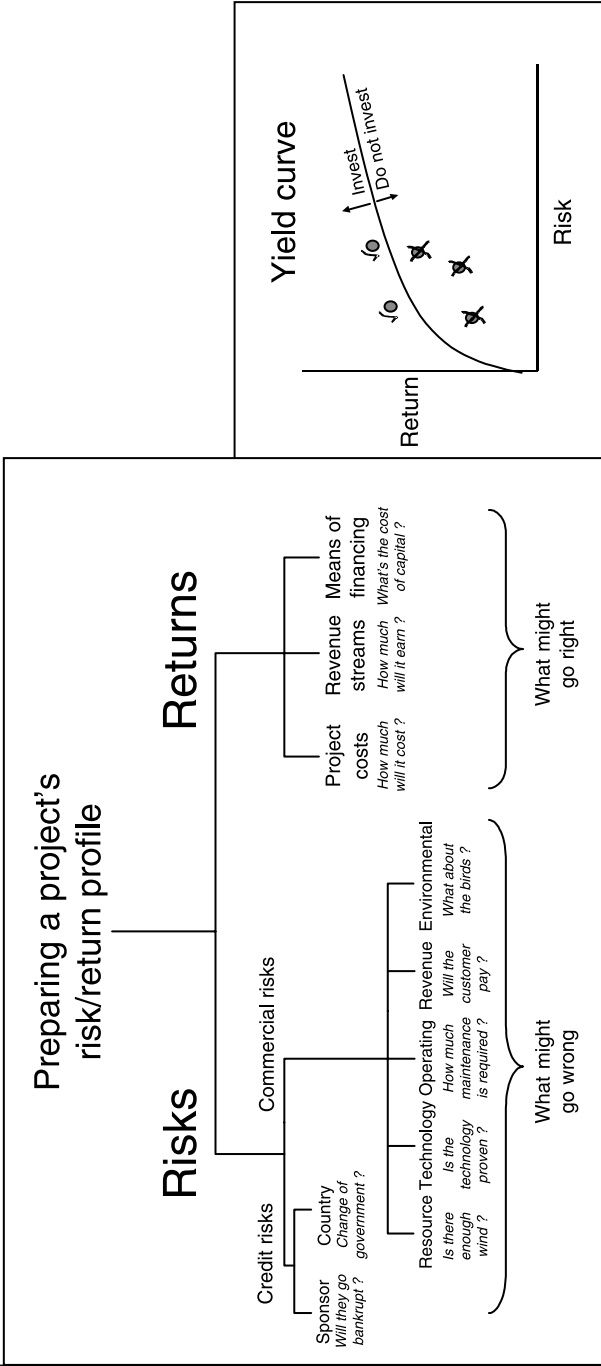 Preparing a project's
risk/return profile
Risks
Returns
Credit risks
Commercial risks
Sponsor
Will they go
bankrupt ?
Country
Change of
government ?
Resource
Is there
enough
wind ?
Technology
Is the
technology
proven ?
Operating
How much
maintenance
is required ?
Revenue
Will the
customer
pay ?
Environmental
What about
the birds ?
What might
go wrong
Project
costs
How much
will it cost ?
Revenue
streams
How much
will it earn ?
Means of
financing
What's the cost
of capital ?
What might
go right
Yield curve
Return
Invest
Do not invest
Risk